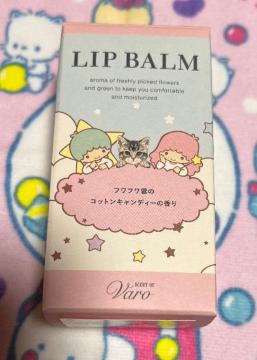 LIP BALM
aroma of freshly picked flowers
and green to keep you comfortable
and moisturized
フワフワ雲の
コットンキャンディーの香り
SCENT OF
Varo